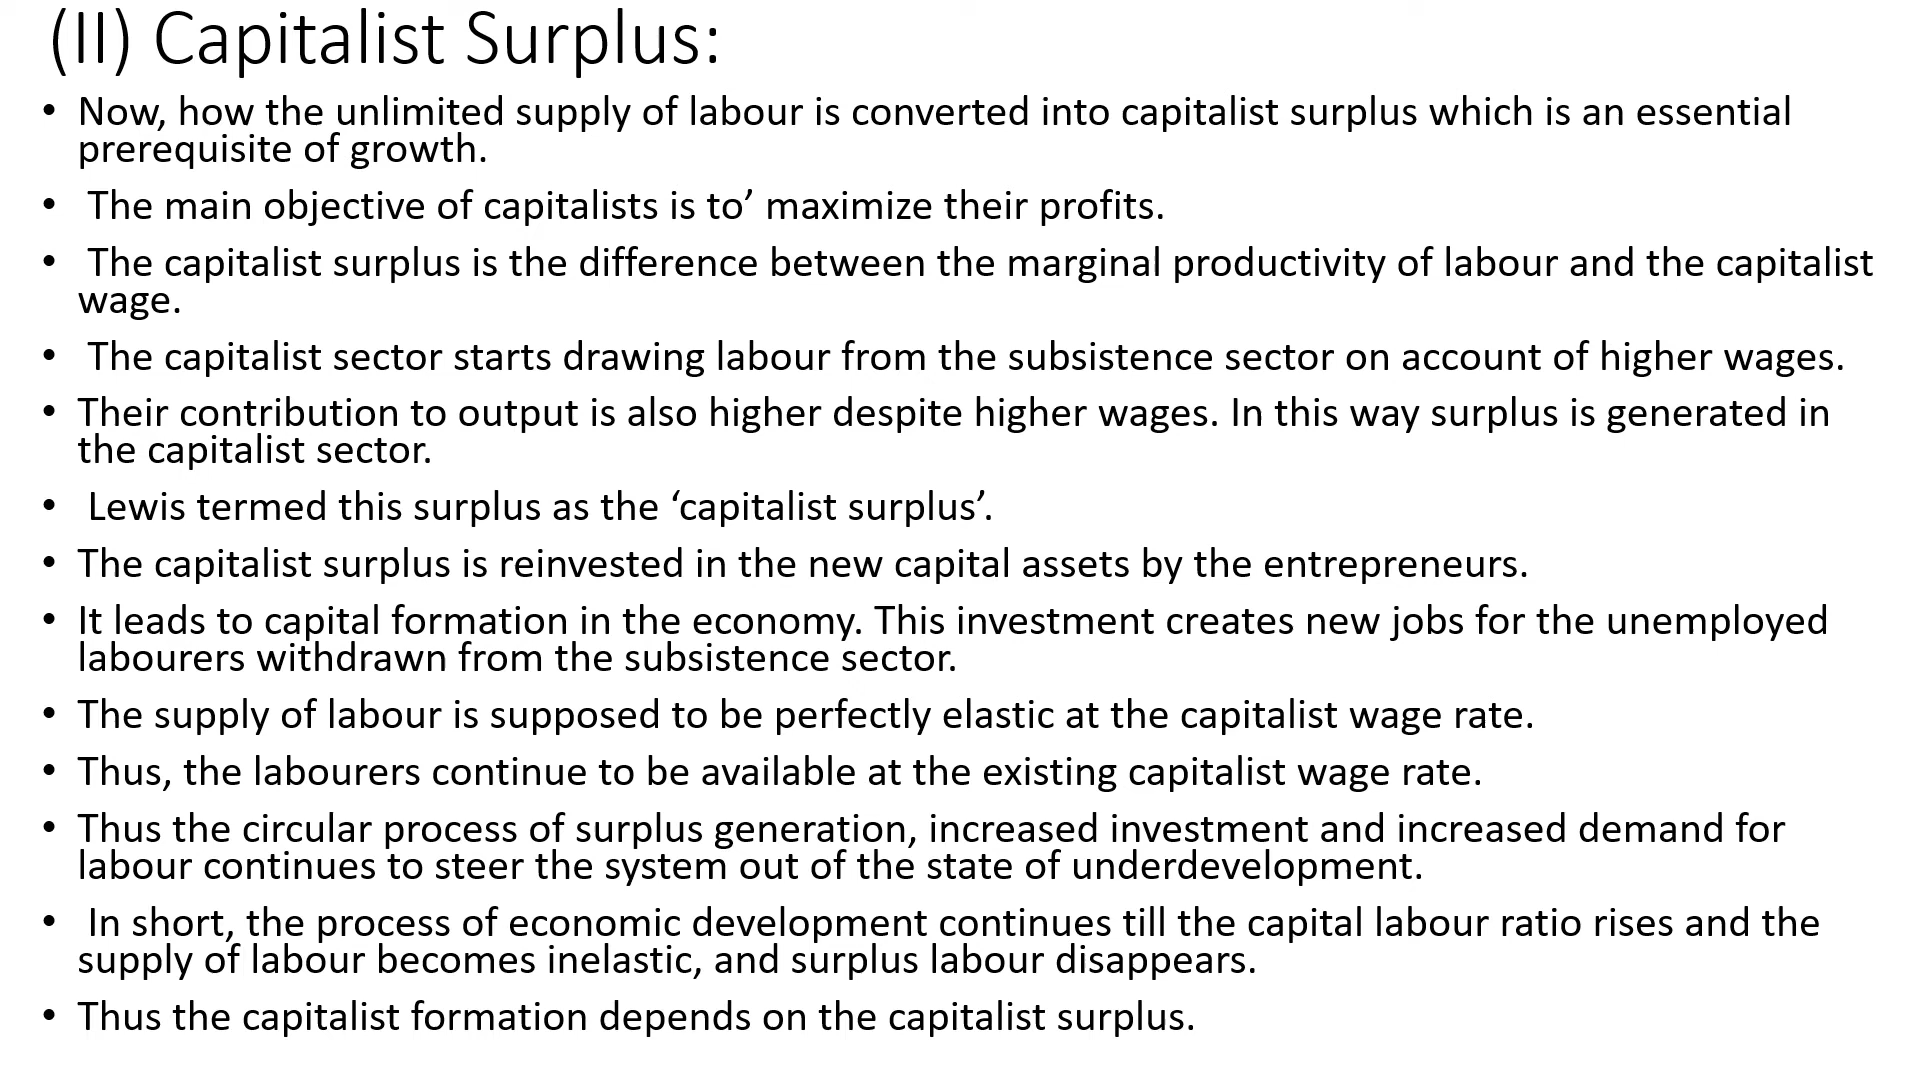 (II) Capitalist Surplus:
• Now, how the unlimited supply of labour is converted into capitalist surplus which is an essential
prerequisite of growth.
• The main objective of capitalists is to’ maximize their profits.
• The capitalist surplus is the difference between the marginal productivity of labour and the capitalist
wage.
• The capitalist sector starts drawing labour from the subsistence sector on account of higher wages.
• Their contribution to output is also higher despite higher wages. In this way surplus is generated in
the capitalist sector.
• Lewis termed this surplus as the ‘capitalist surplus’.
• The capitalist surplus is reinvested in the new capital assets by the entrepreneurs.
• It leads to capital formation in the economy. This investment creates new jobs for the unemployed
labourers withdrawn from the subsistence sector.
• The supply of labour is supposed to be perfectly elastic at the capitalist wage rate.
• Thus, the labourers continue to be available at the existing capitalist wage rate.
• Thus the circular process of surplus generation, increased investment and increased demand for
labour continues to steer the system out of the state of underdevelopment.
• In short, the process of economic development continues till the capital labour ratio rises and the
supply of labour becomes inelastic, and surplus labour disappears.
• Thus the capitalist formation depends on the capitalist surplus.